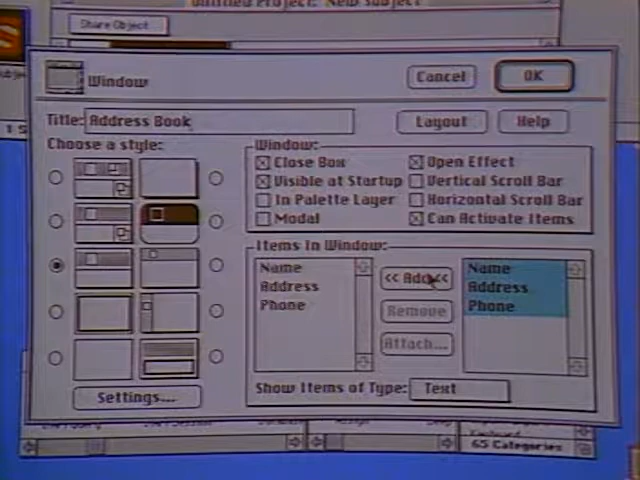 Untitled Project: New Subject
Share Object
Window
Cancel
OK
Title: Address Book
Layout
Help
Choose a style:
Window:
Close Box
Open Effect
Visible at Startup
Vertical Scroll Bar
In Palette Layer
Horizontal Scroll Bar
Modal
Can Activate Items
Items In Window:
Name
Address
Phone
<< Add <<
Remove
Attach...
Name
Address
Phone
Show Items of Type: Text
Settings...
65 Categories